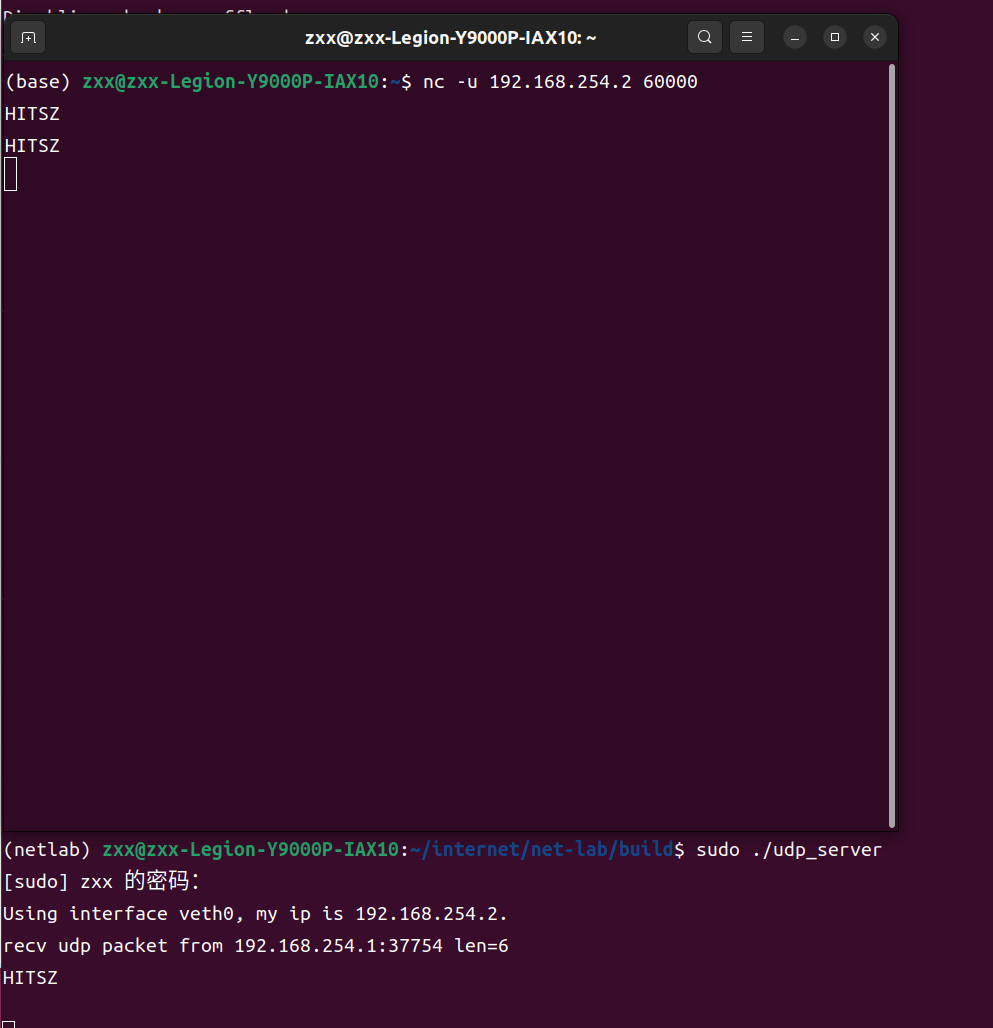 zxx@zxx-Legion-Y9000P-IAX10: ~
(base) zxx@zxx-Legion-Y9000P-IAX10:~$ nc -u 192.168.254.2 60000
HITSZ
HITSZ
(netlab) zxx@zxx-Legion-Y9000P-IAX10:~/internet/net-lab/build$ sudo ./udp_server
[sudo] zxx 的密码：
Using interface veth0, my ip is 192.168.254.2.
recv udp packet from 192.168.254.1:37754 len=6
HITSZ